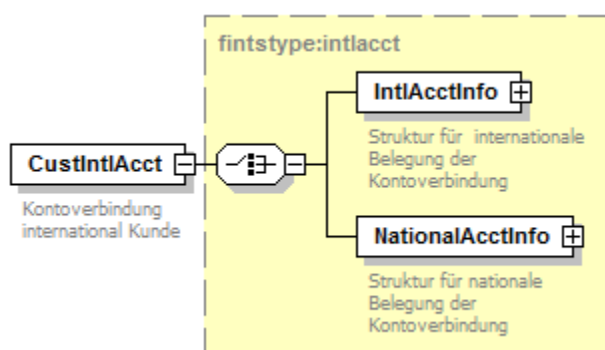 fintstype:intlacct
IntlAcctInfo
Struktur für internationale
Belegung der
Kontoverbindung
CustIntlAcct
Kontoverbindung
international Kunde
NationalAcctInfo
Struktur für nationale
Belegung der
Kontoverbindung